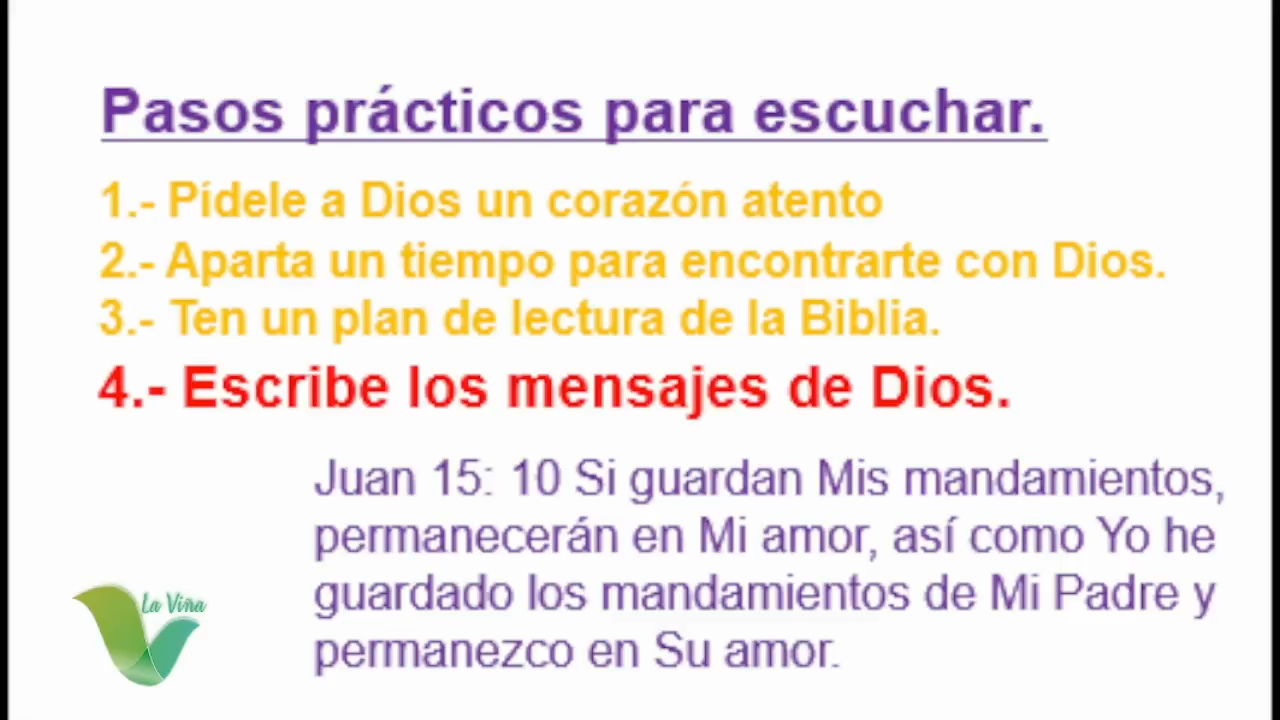 Pasos prácticos para escuchar.
1.- Pídele a Dios un corazón atento
2.- Aparta un tiempo para encontrarte con Dios.
3.- Ten un plan de lectura de la Biblia.
4.- Escribe los mensajes de Dios.
Juan 15: 10 Si guardan Mis mandamientos,
permanecerán en Mi amor, así como Yo he
guardado los mandamientos de Mi Padre y
permanezco en Su amor.
La Viña